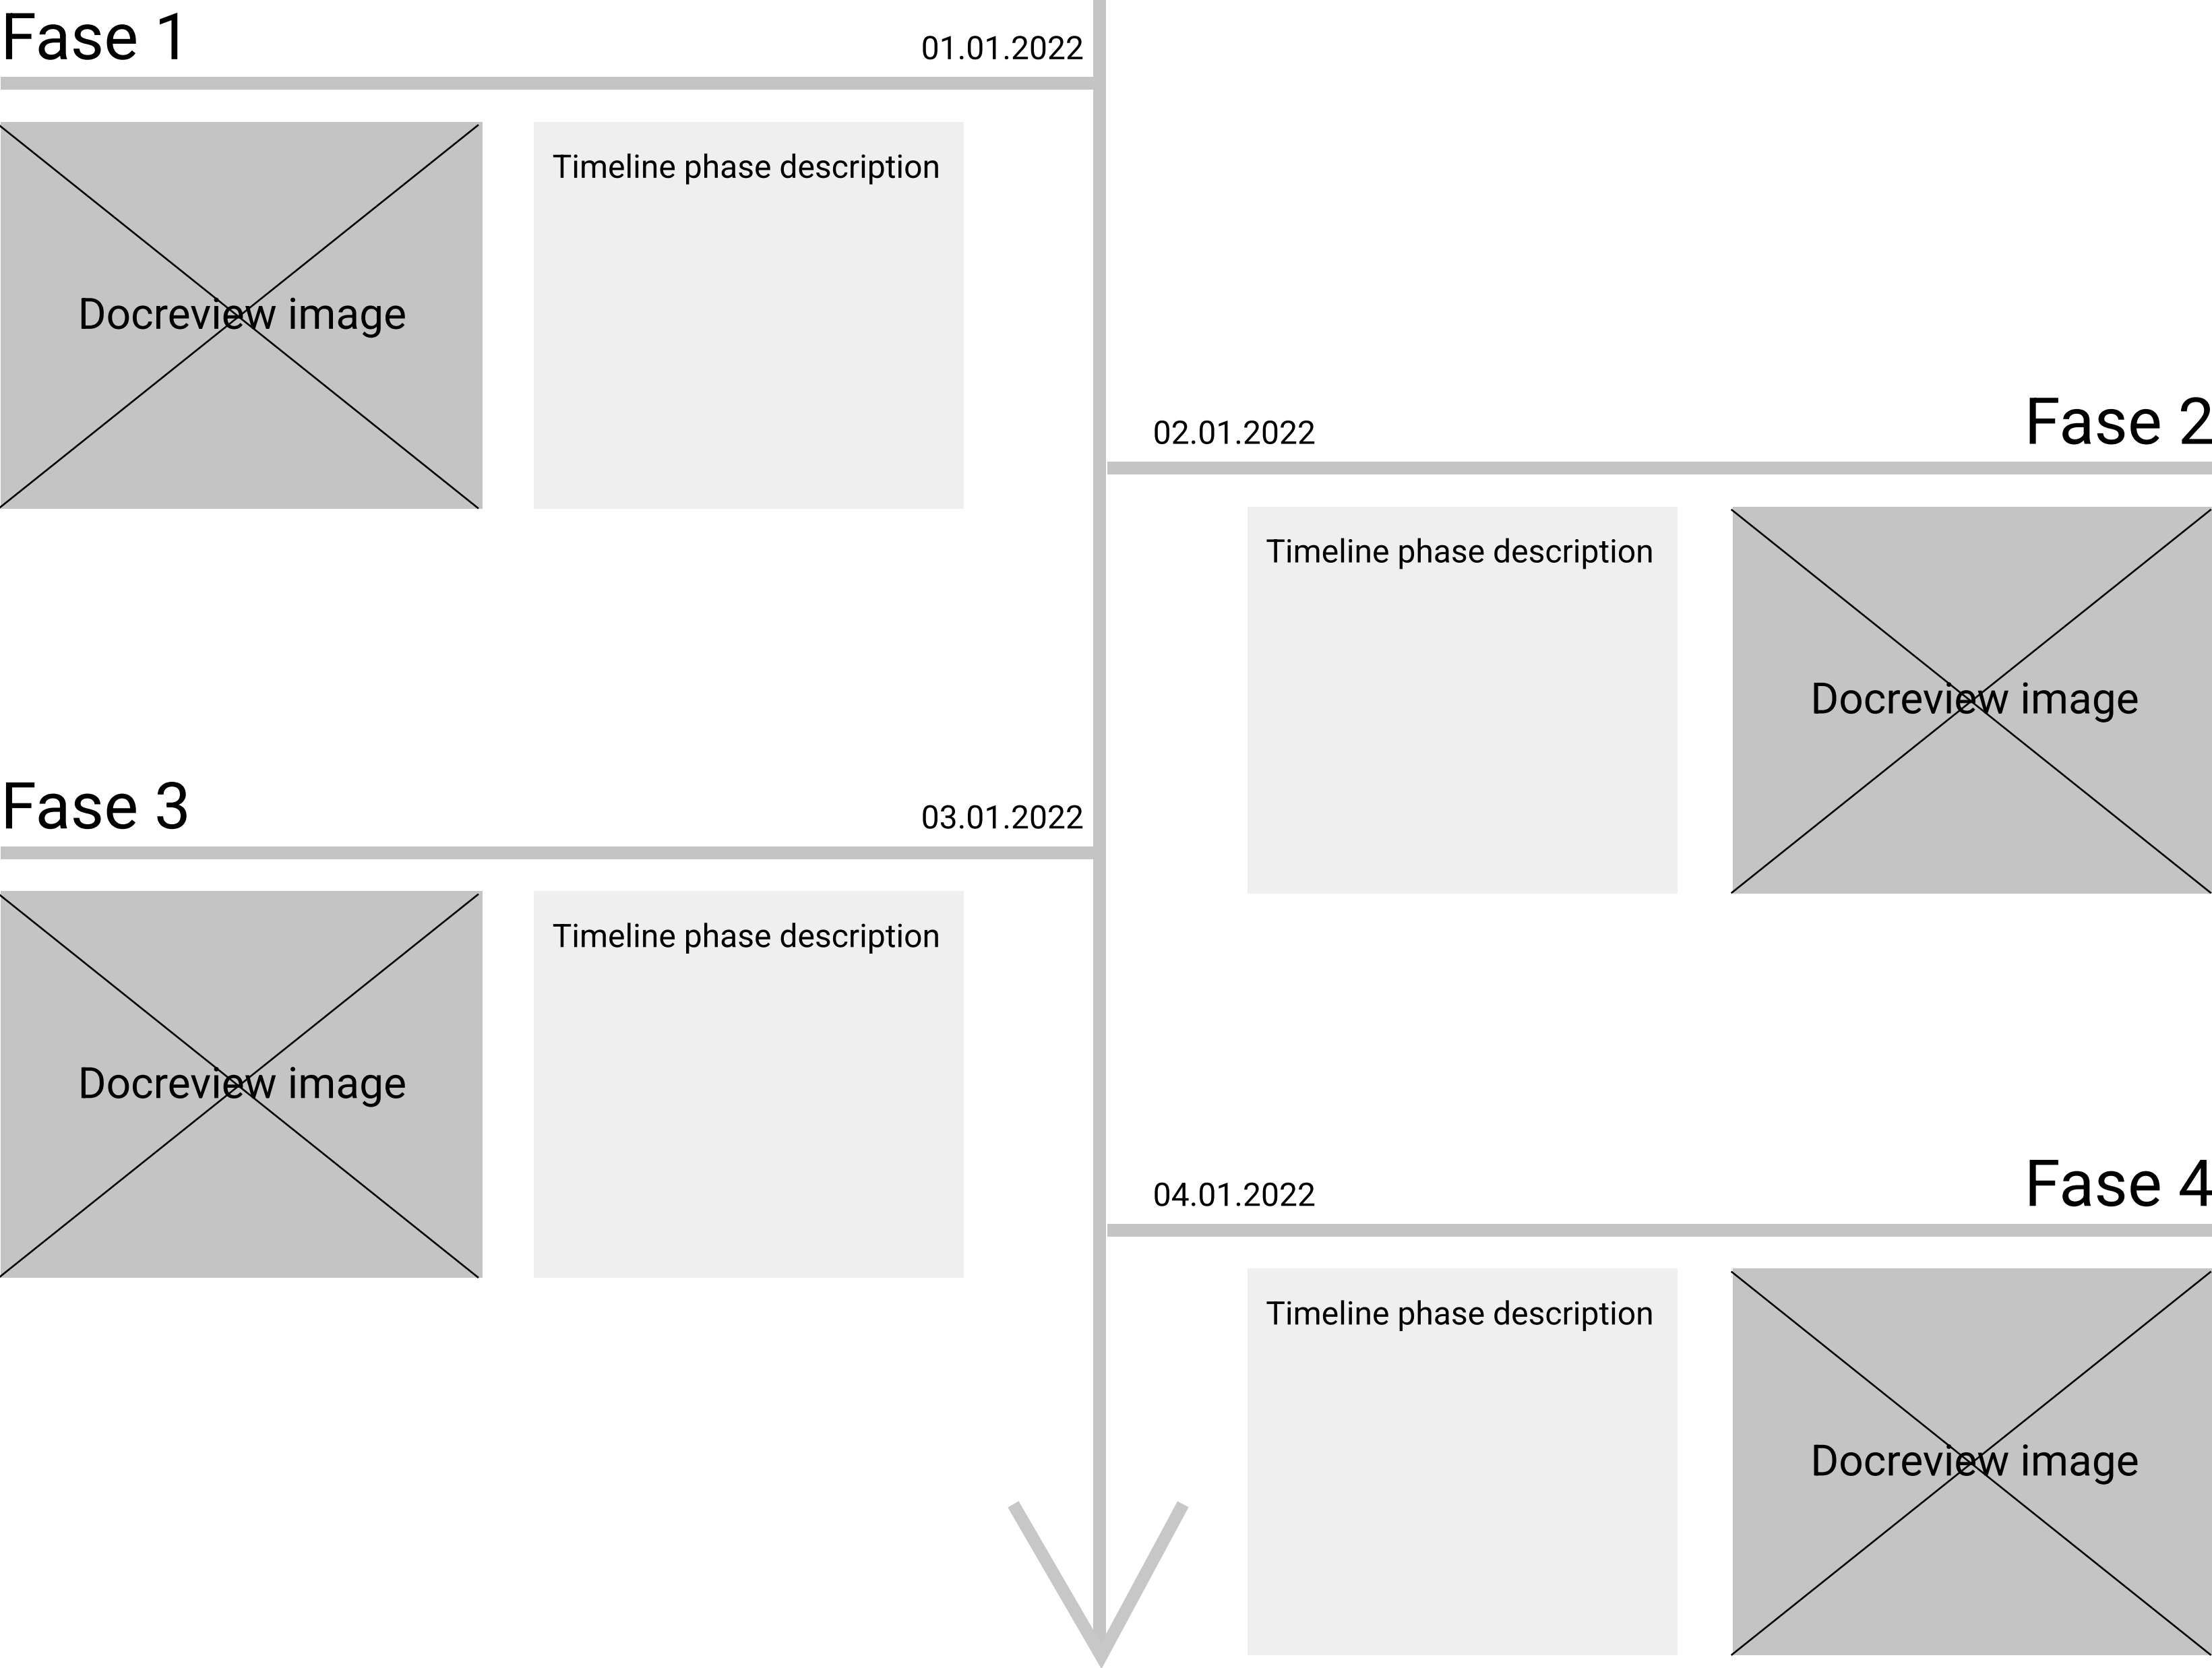 Fase 1
01.01.2022
Docreview image
Timeline phase description
02.01.2022
Fase 2
Timeline phase description
Docreview image
Fase 3
03.01.2022
Docreview image
Timeline phase description
04.01.2022
Fase 4
Timeline phase description
Docreview image